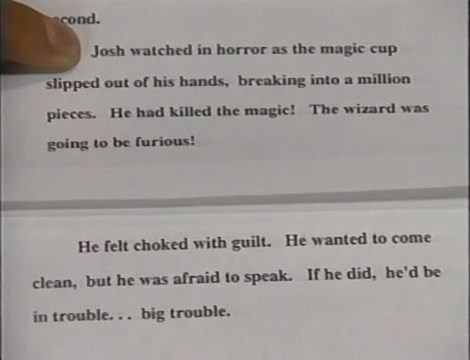 second.
Josh watched in horror as the magic cup
slipped out of his hands, breaking into a million
pieces. He had killed the magic! The wizard was
going to be furious!
He felt choked with guilt. He wanted to come
clean, but he was afraid to speak. If he did, he'd be
in trouble. . . big trouble.